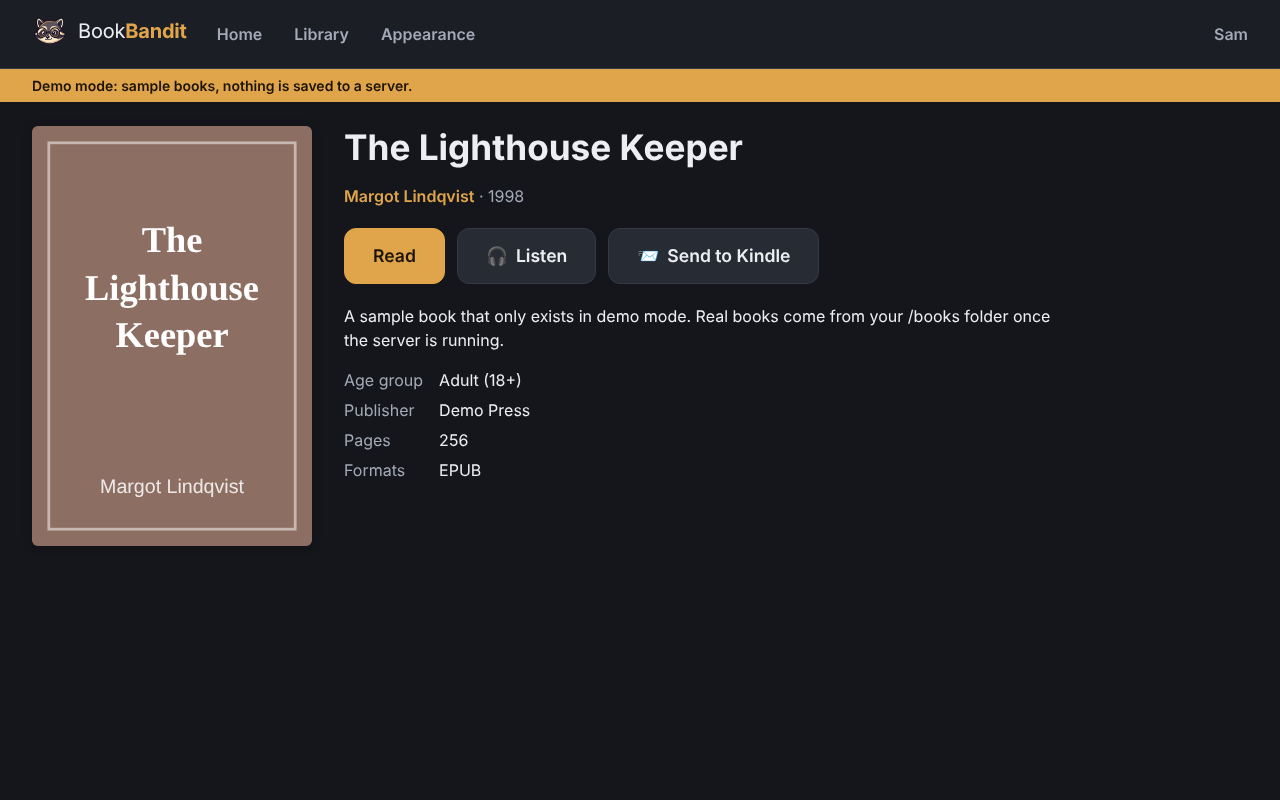 BookBandit
Home
Library
Appearance
Sam
Demo mode: sample books, nothing is saved to a server.
The
Lighthouse
Keeper
Margot Lindqvist
The Lighthouse Keeper
Margot Lindqvist · 1998
Read
🎧 Listen
📨 Send to Kindle
A sample book that only exists in demo mode. Real books come from your /books folder once
the server is running.
Age group Adult (18+)
Publisher Demo Press
Pages 256
Formats EPUB